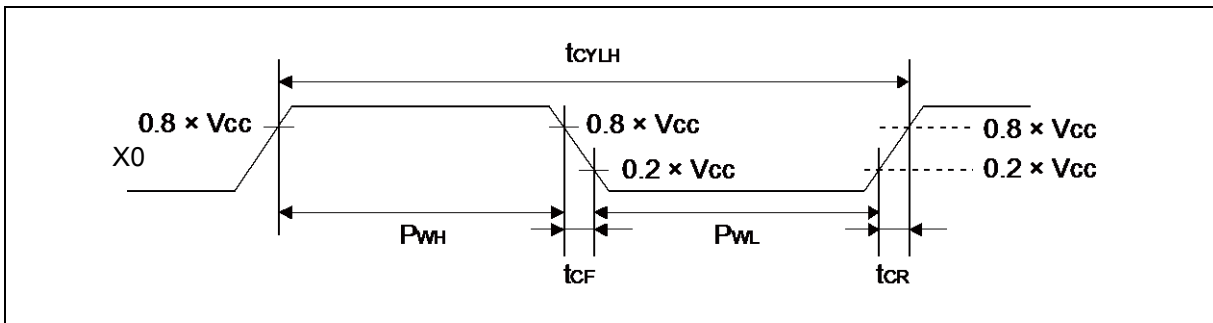 tCYLH
0.8 × Vcc
0.8 × Vcc
0.8 × Vcc
X0
0.2 × Vcc
0.2 × Vcc
PWH
PWL
tCF
tCR